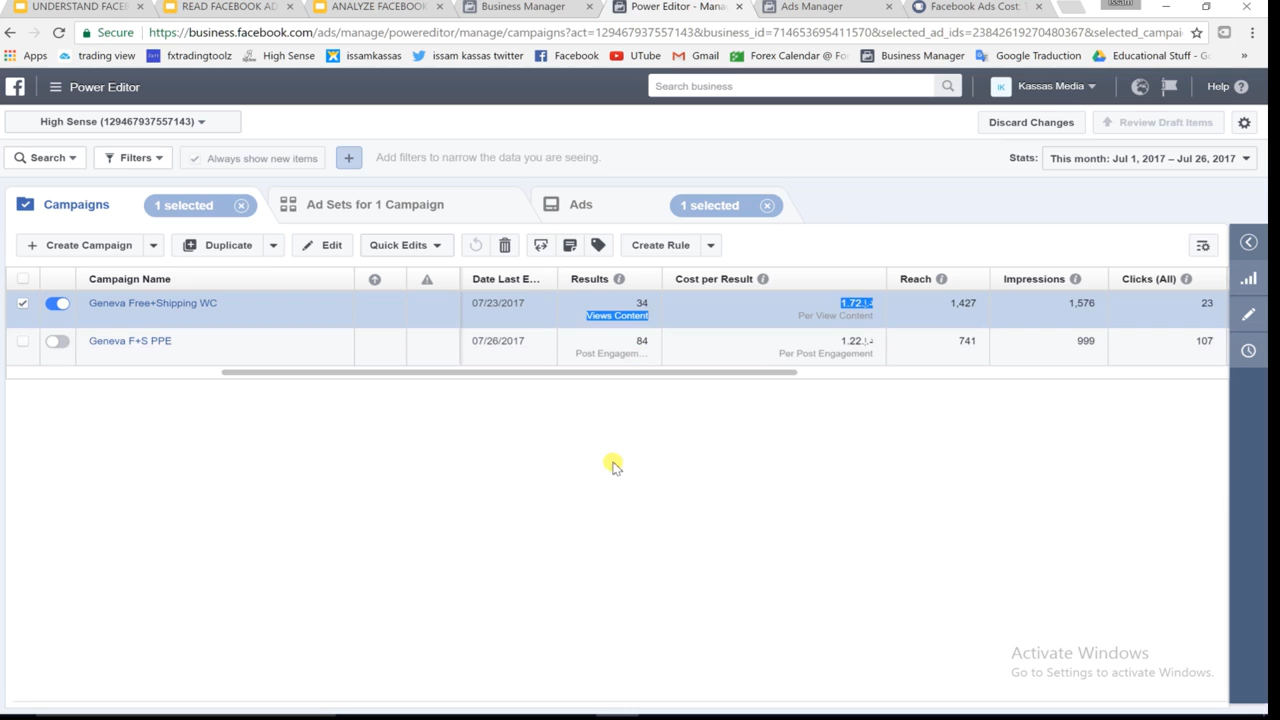 UNDERSTAND FACEB
READ FACEBOOK AD
ANALYZE FACEBOOK
Business Manager
Power Editor - Mana
Ads Manager
Facebook Ads Cost: T
issam
Secure https://business.facebook.com/ads/manage/powereditor/manage/campaigns?act=129467937557143&business_id=714653695411570&selected_ad_ids=23842619270480367&selected_campai
Apps trading view fxtradingtoolz High Sense issamkassas issam kassas twitter Facebook UTube Gmail Forex Calendar @ Fo Business Manager Google Traduction Educational Stuff - Go »
Power Editor Search business IK Kassas Media Help ?
High Sense (129467937557143) Discard Changes Review Draft Items
Search Filters Always show new items + Add filters to narrow the data you are seeing. Stats: This month: Jul 1, 2017 – Jul 26, 2017
Campaigns 1 selected Ad Sets for 1 Campaign Ads 1 selected
+ Create Campaign Duplicate Edit Quick Edits Create Rule
Campaign Name Date Last E... Results Cost per Result Reach Impressions Clicks (All)
Geneva Free+Shipping WC 07/23/2017 34 1.72.د.إ 1,427 1,576 23
Views Content Per View Content
Geneva F+S PPE 07/26/2017 84 1.22.د.إ 741 999 107
Post Engagem... Per Post Engagement
Activate Windows
Go to Settings to activate Windows.